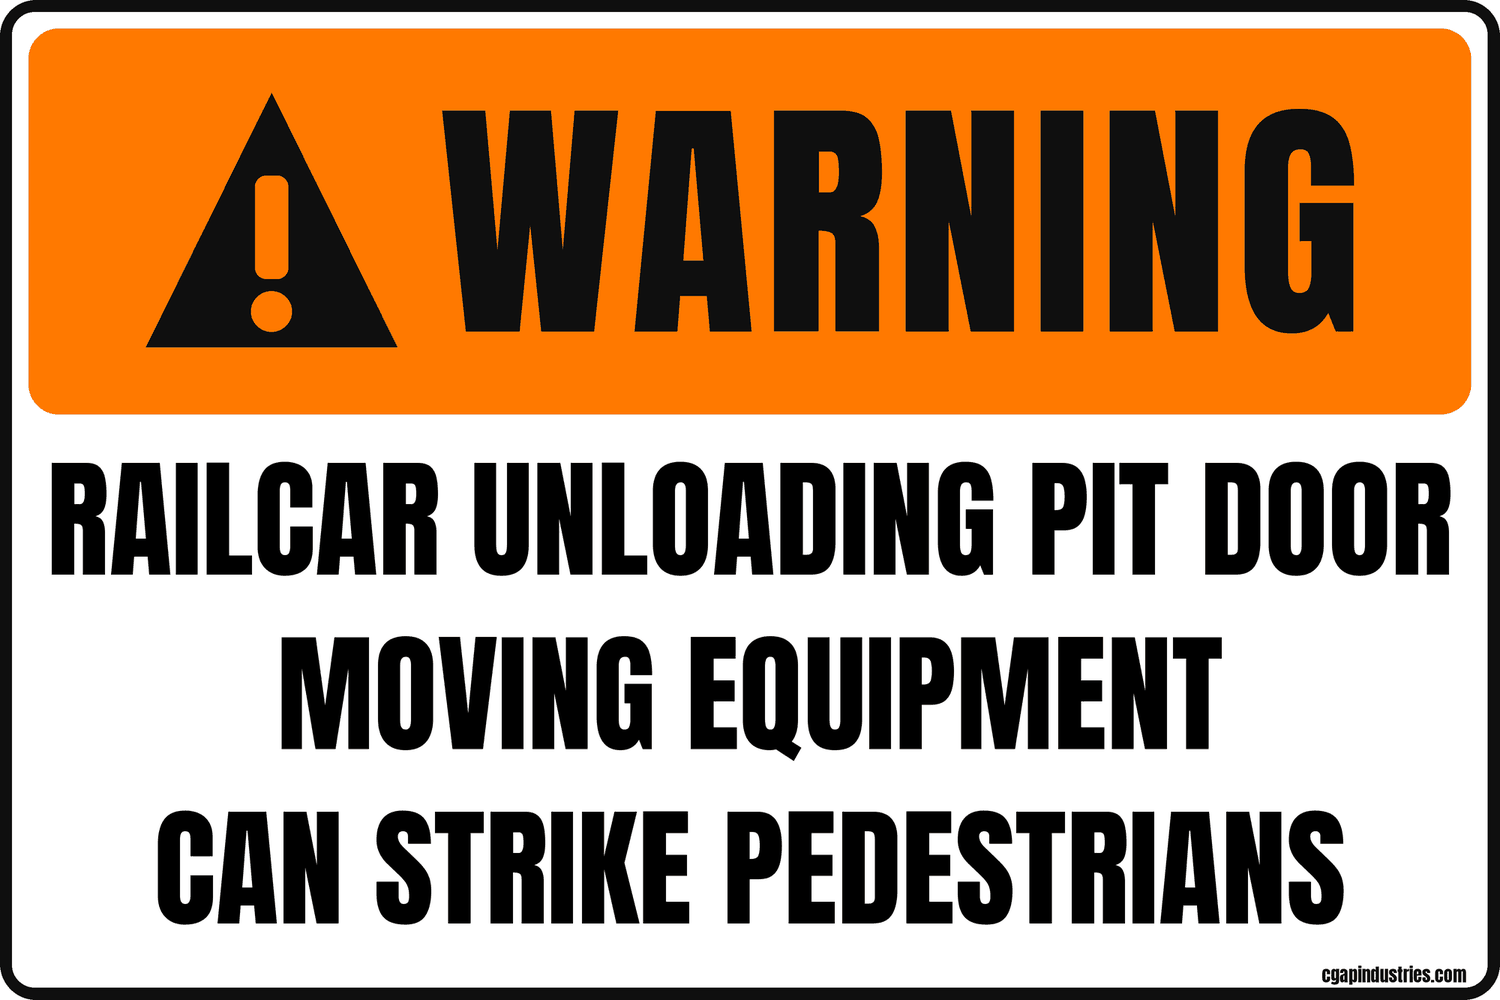 WARNING
RAILCAR UNLOADING PIT DOOR
MOVING EQUIPMENT
CAN STRIKE PEDESTRIANS
cgapindustries.com